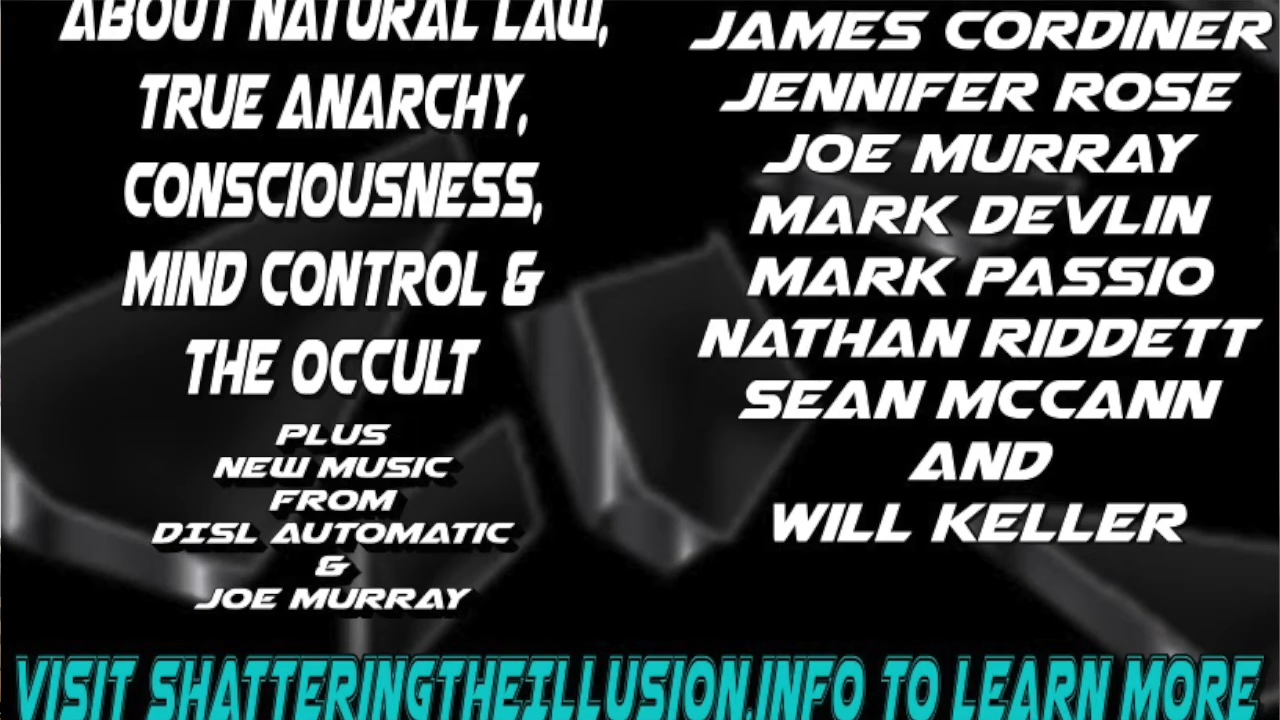 ABOUT NATURAL LAW,
TRUE ANARCHY,
CONSCIOUSNESS,
MIND CONTROL &
THE OCCULT
PLUS
NEW MUSIC
FROM
DISL AUTOMATIC
&
JOE MURRAY
JAMES CORDINER
JENNIFER ROSE
JOE MURRAY
MARK DEVLIN
MARK PASSIO
NATHAN RIDDETT
SEAN MCCANN
AND
WILL KELLER
VISIT SHATTERINGTHEILLUSION.INFO TO LEARN MORE